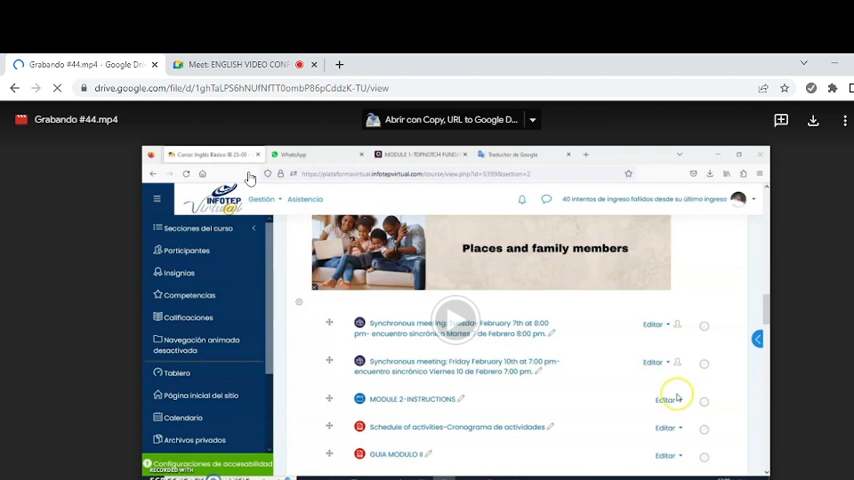 Grabando #44.mp4 - Google Dri
Meet: ENGLISH VIDEO CONF
drive.google.com/file/d/1ghTaLPS6hNUfNfTT0ombP86pCddzK-TU/view
Grabando #44.mp4
Abrir con Copy, URL to Google D...
Curso: Inglés Básico III 23-00
WhatsApp
MODULE 1-TOPNOTCH FUND
Traductor de Google
https://plataformavirtual.infotepvirtual.com/course/view.php?id=53999&section=2
INFOTEP
Virtual
Gestión
Asistencia
40 intentos de ingreso fallidos desde su último ingreso
Secciones del curso
Participantes
Insignias
Competencias
Calificaciones
Navegación animada
desactivada
Tablero
Página inicial del sitio
Calendario
Archivos privados
Configuraciones de accesabilidad
RECORDED WITH
Places and family members
Synchronous meeting: Tuesday February 7th at 8:00
pm- encuentro sincrónico Martes 7 de Febrero 8:00 pm.
Editar
Synchronous meeting: Friday February 10th at 7:00 pm-
encuentro sincrónico Viernes 10 de Febrero 7:00 pm.
Editar
MODULE 2-INSTRUCTIONS
Editar
Schedule of activities-Cronograma de actividades
Editar
GUIA MODULO II
Editar